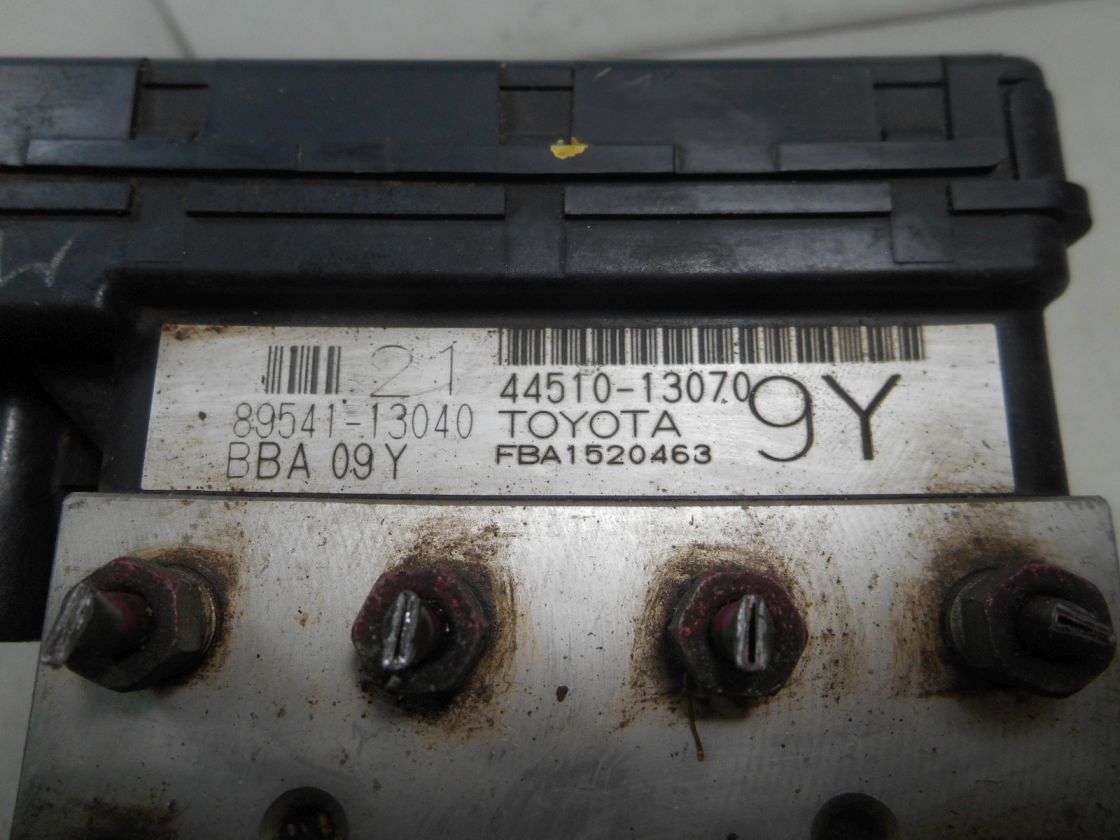 W
21
89541-13040
BBA 09Y
44510-13070
TOYOTA
FBA1520463
9Y